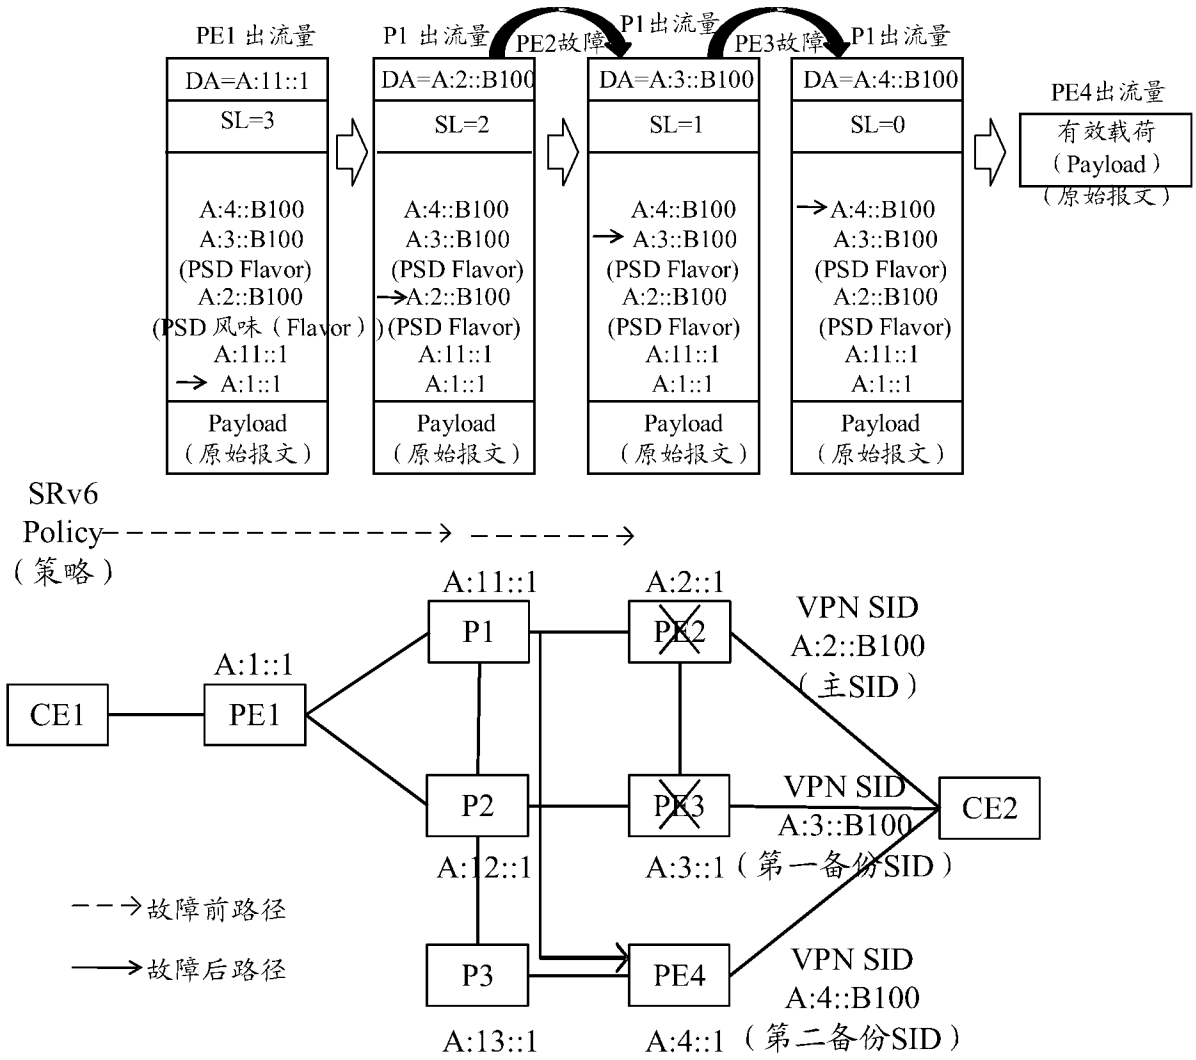 PE1 出流量
DA=A:11::1
SL=3
A:4::B100
A:3::B100
(PSD Flavor)
A:2::B100
(PSD 风味（Flavor）)
A:11::1
A:1::1
Payload
（原始报文）
P1 出流量
DA=A:2::B100
SL=2
A:4::B100
A:3::B100
(PSD Flavor)
A:2::B100
(PSD Flavor)
A:11::1
A:1::1
Payload
（原始报文）
PE2故障
P1出流量
DA=A:3::B100
SL=1
A:4::B100
A:3::B100
(PSD Flavor)
A:2::B100
(PSD Flavor)
A:11::1
A:1::1
Payload
（原始报文）
PE3故障
P1出流量
DA=A:4::B100
SL=0
A:4::B100
A:3::B100
(PSD Flavor)
A:2::B100
(PSD Flavor)
A:11::1
A:1::1
Payload
（原始报文）
PE4出流量
有效载荷
（Payload）
（原始报文）
SRv6
Policy
（策略）
A:11::1
P1
A:2::1
PE2
VPN SID
A:2::B100
（主SID）
A:1::1
CE1
PE1
P2
A:12::1
PE3
A:3::1
VPN SID
A:3::B100
（第一备份SID）
CE2
故障前路径
故障后路径
P3
A:13::1
PE4
A:4::1
VPN SID
A:4::B100
（第二备份SID）